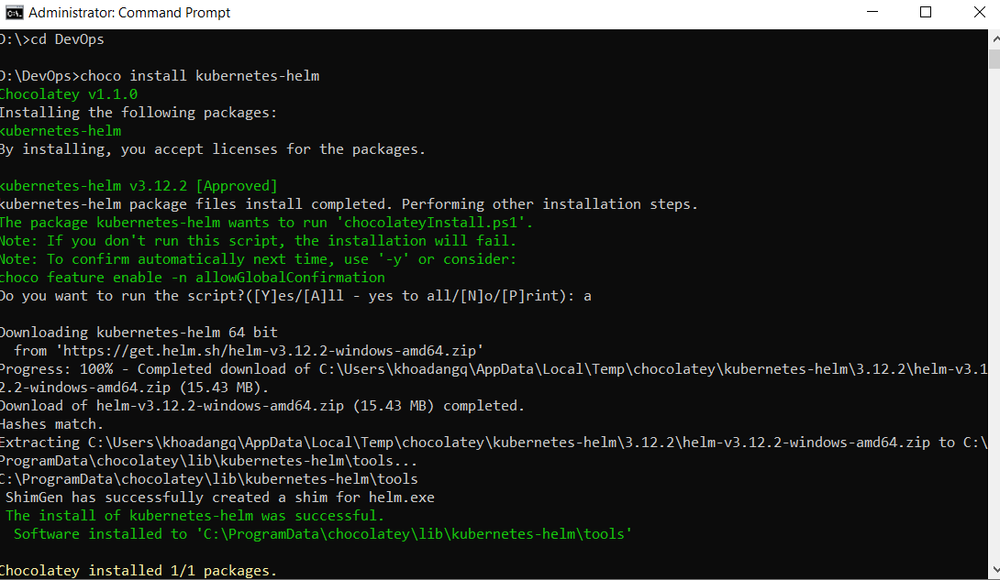 Administrator: Command Prompt
D:\>cd DevOps
D:\DevOps>choco install kubernetes-helm
Chocolatey v1.1.0
Installing the following packages:
kubernetes-helm
By installing, you accept licenses for the packages.
kubernetes-helm v3.12.2 [Approved]
kubernetes-helm package files install completed. Performing other installation steps.
The package kubernetes-helm wants to run 'chocolateyInstall.ps1'.
Note: If you don't run this script, the installation will fail.
Note: To confirm automatically next time, use '-y' or consider:
choco feature enable -n allowGlobalConfirmation
Do you want to run the script?([Y]es/[A]ll - yes to all/[N]o/[P]rint): a
Downloading kubernetes-helm 64 bit
from 'https://get.helm.sh/helm-v3.12.2-windows-amd64.zip'
Progress: 100% - Completed download of C:\Users\khoadangq\AppData\Local\Temp\chocolatey\kubernetes-helm\3.12.2\helm-v3.1
2.2-windows-amd64.zip (15.43 MB).
Download of helm-v3.12.2-windows-amd64.zip (15.43 MB) completed.
Hashes match.
Extracting C:\Users\khoadangq\AppData\Local\Temp\chocolatey\kubernetes-helm\3.12.2\helm-v3.12.2-windows-amd64.zip to C:\
ProgramData\chocolatey\lib\kubernetes-helm\tools...
C:\ProgramData\chocolatey\lib\kubernetes-helm\tools
ShimGen has successfully created a shim for helm.exe
The install of kubernetes-helm was successful.
Software installed to 'C:\ProgramData\chocolatey\lib\kubernetes-helm\tools'
Chocolatey installed 1/1 packages.